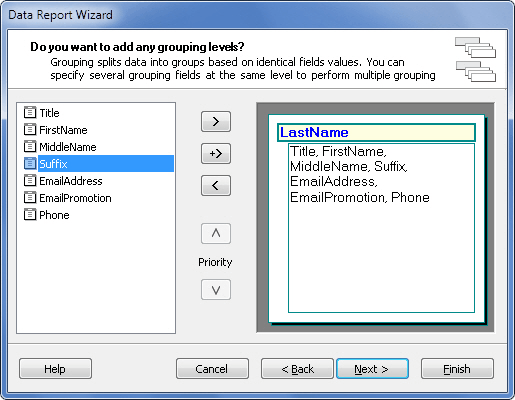 Data Report Wizard
Do you want to add any grouping levels?
Grouping splits data into groups based on identical fields values. You can
specify several grouping fields at the same level to perform multiple grouping
Title
FirstName
MiddleName
Suffix
EmailAddress
EmailPromotion
Phone
>
+>
<
Priority
LastName
Title, FirstName,
MiddleName, Suffix,
EmailAddress,
EmailPromotion, Phone
Help
Cancel
< Back
Next >
Finish